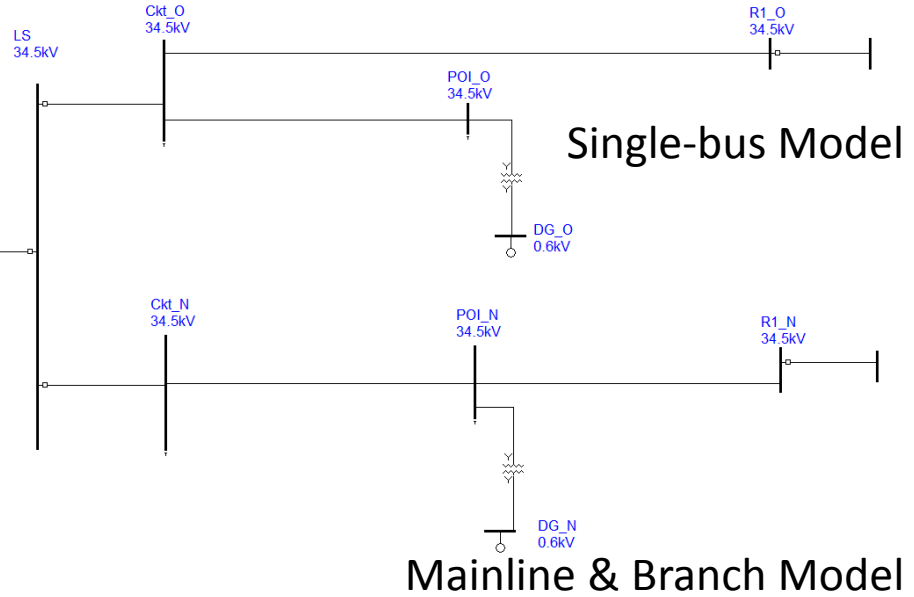 Ckt_O
34.5kV
R1_O
34.5kV
LS
34.5kV
POI_O
34.5kV
Single-bus Model
DG_O
0.6kV
Ckt_N
34.5kV
POI_N
34.5kV
R1_N
34.5kV
DG_N
0.6kV
Mainline & Branch Model